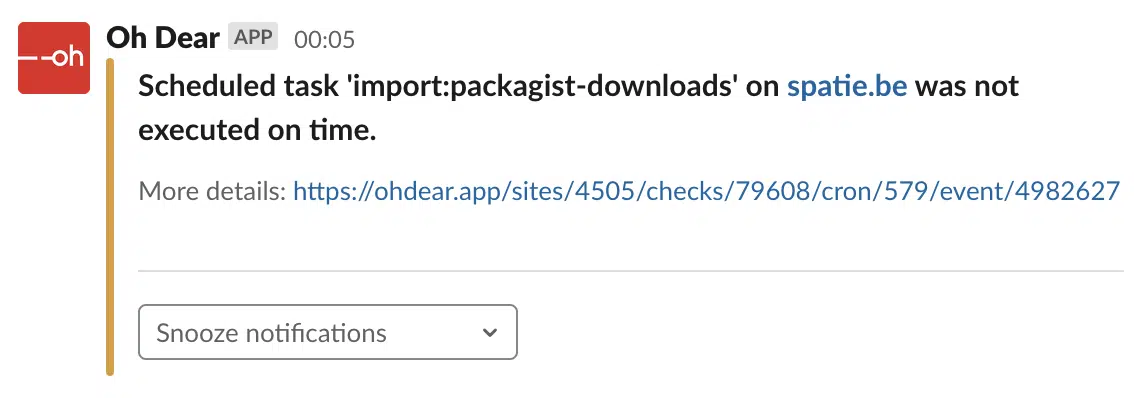 --oh
Oh Dear APP 00:05
Scheduled task 'import:packagist-downloads' on spatie.be was not
executed on time.
More details: https://ohdear.app/sites/4505/checks/79608/cron/579/event/4982627
Snooze notifications